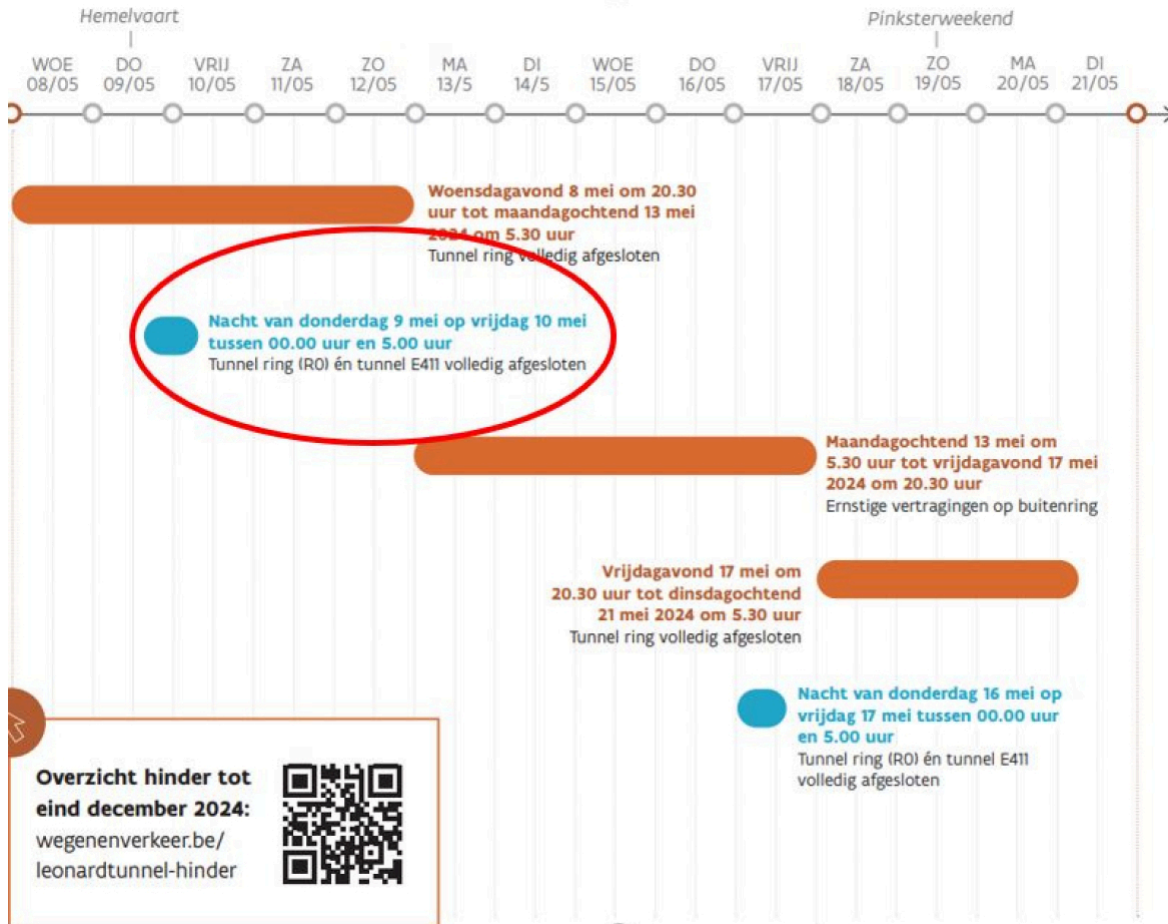 Hemelvaart
Pinksterweekend
WOE DO VRIJ ZA ZO MA DI WOE DO VRIJ ZA ZO MA DI
08/05 09/05 10/05 11/05 12/05 13/5 14/5 15/05 16/05 17/05 18/05 19/05 20/05 21/05
Woensdagavond 8 mei om 20.30
uur tot maandagochtend 13 mei
2024 om 5.30 uur
Tunnel ring volledig afgesloten
Nacht van donderdag 9 mei op vrijdag 10 mei
tussen 00.00 uur en 5.00 uur
Tunnel ring (R0) én tunnel E411 volledig afgesloten
Maandagochtend 13 mei om
5.30 uur tot vrijdagavond 17 mei
2024 om 20.30 uur
Ernstige vertragingen op buitenring
Vrijdagavond 17 mei om
20.30 uur tot dinsdagochtend
21 mei 2024 om 5.30 uur
Tunnel ring volledig afgesloten
Nacht van donderdag 16 mei op
vrijdag 17 mei tussen 00.00 uur
en 5.00 uur
Tunnel ring (R0) én tunnel E411
volledig afgesloten
Overzicht hinder tot
eind december 2024:
wegenenverkeer.be/
leonardtunnel-hinder